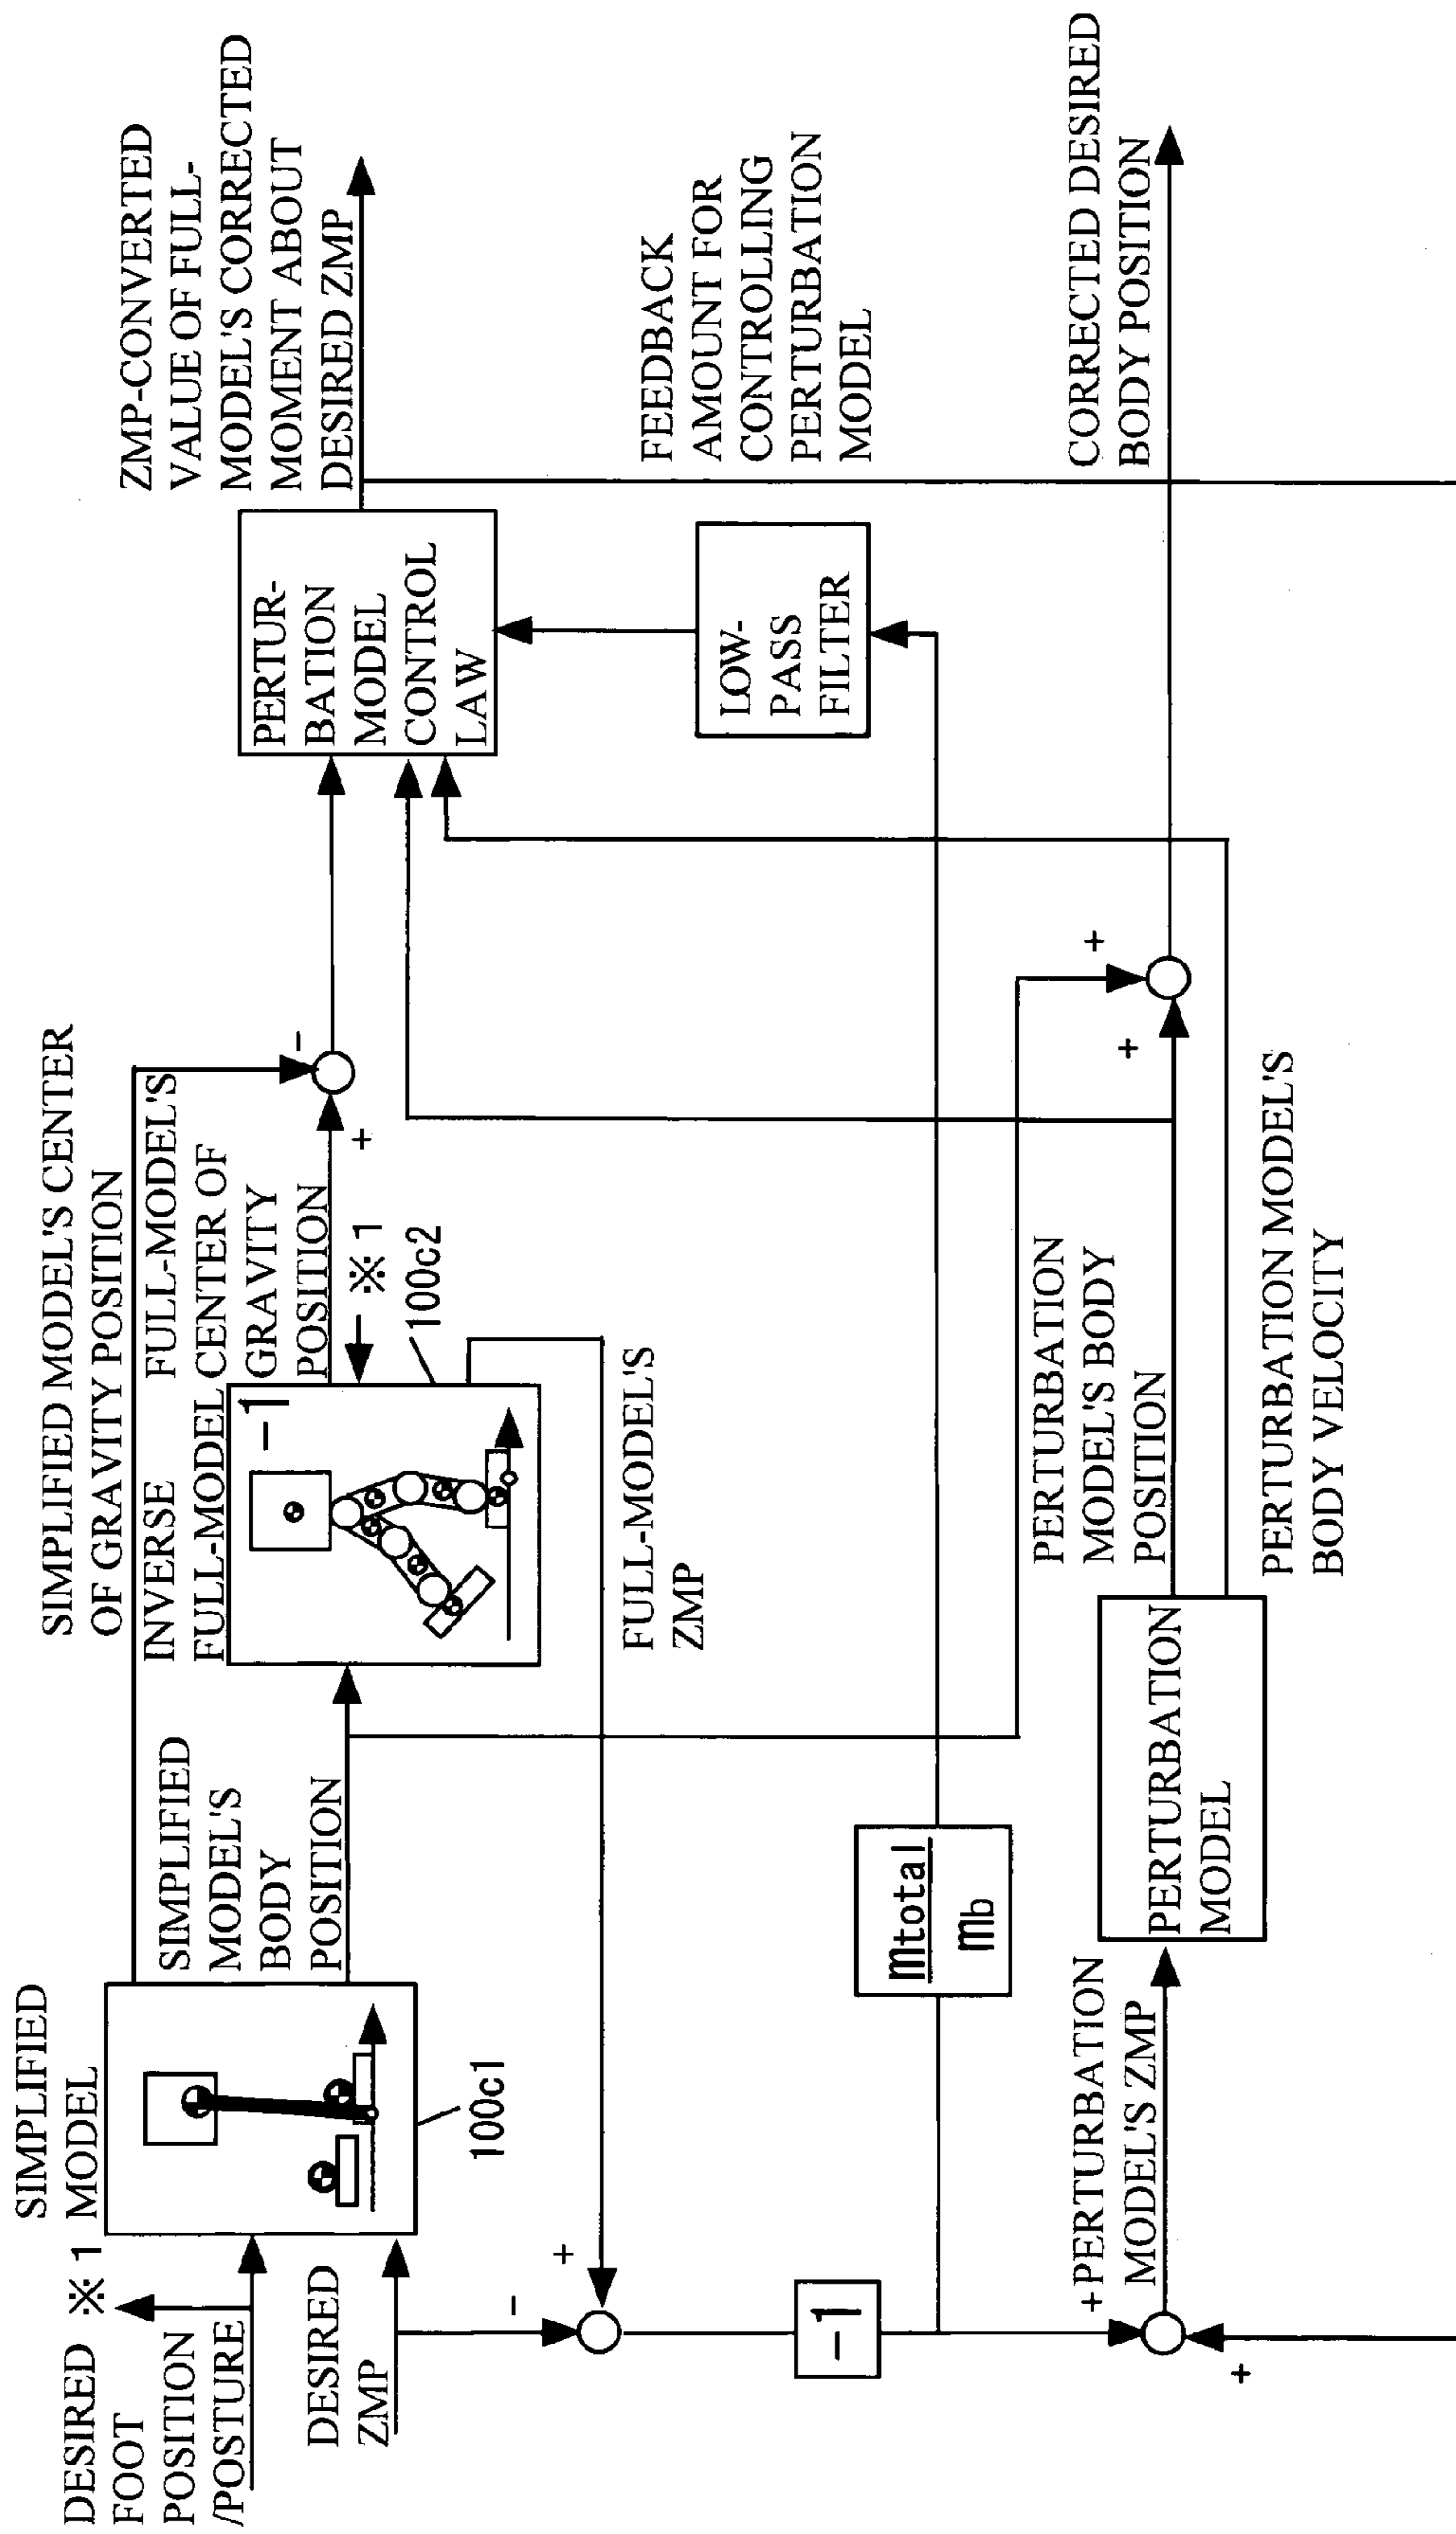 DESIRED ※1
FOOT
POSITION
/POSTURE
DESIRED
ZMP
SIMPLIFIED
MODEL
100c1
SIMPLIFIED
MODEL'S
BODY
POSITION
SIMPLIFIED MODEL'S CENTER
OF GRAVITY POSITION
INVERSE
FULL-MODEL
-1
100c2
※1
FULL-MODEL'S
CENTER OF
GRAVITY
POSITION
+
-
FULL-MODEL'S
ZMP
PERTUR-
BATION
MODEL
CONTROL
LAW
ZMP-CONVERTED
VALUE OF FULL-
MODEL'S CORRECTED
MOMENT ABOUT
DESIRED ZMP
LOW-
PASS
FILTER
FEEDBACK
AMOUNT FOR
CONTROLLING
PERTURBATION
MODEL
-
+
-1
mtotal
mb
+
+
PERTURBATION
MODEL'S ZMP
PERTURBATION
MODEL
PERTURBATION
MODEL'S BODY
POSITION
PERTURBATION MODEL'S
BODY VELOCITY
+
+
CORRECTED DESIRED
BODY POSITION